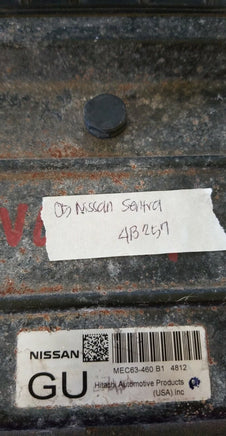 05 Nissan Sentra
4B257
NISSAN
MEC63-460 B1 4812
GU
Hitachi Automotive Products
(USA) Inc